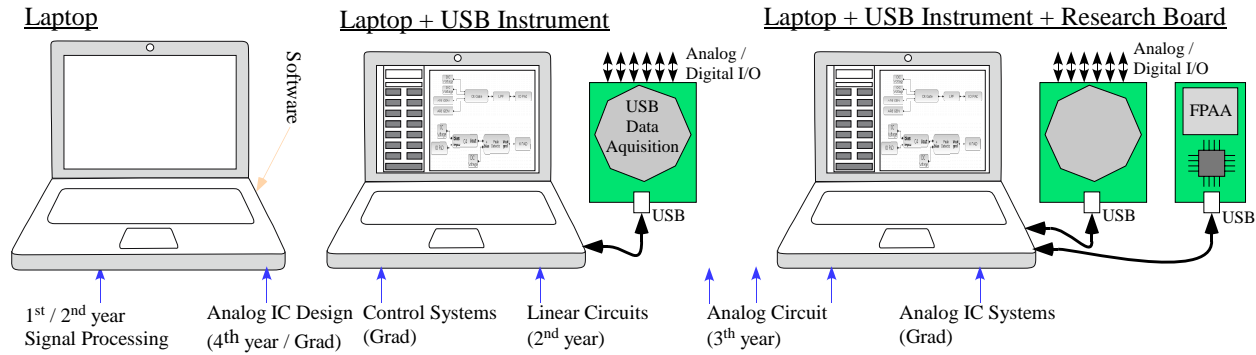 Laptop
Laptop + USB Instrument
Laptop + USB Instrument + Research Board
Software
Analog /
Digital I/O
USB
Data
Aquisition
USB
Analog /
Digital I/O
FPAA
USB
USB
1st / 2nd year
Signal Processing
Analog IC Design
(4th year / Grad)
Control Systems
(Grad)
Linear Circuits
(2nd year)
Analog Circuit
(3th year)
Analog IC Systems
(Grad)